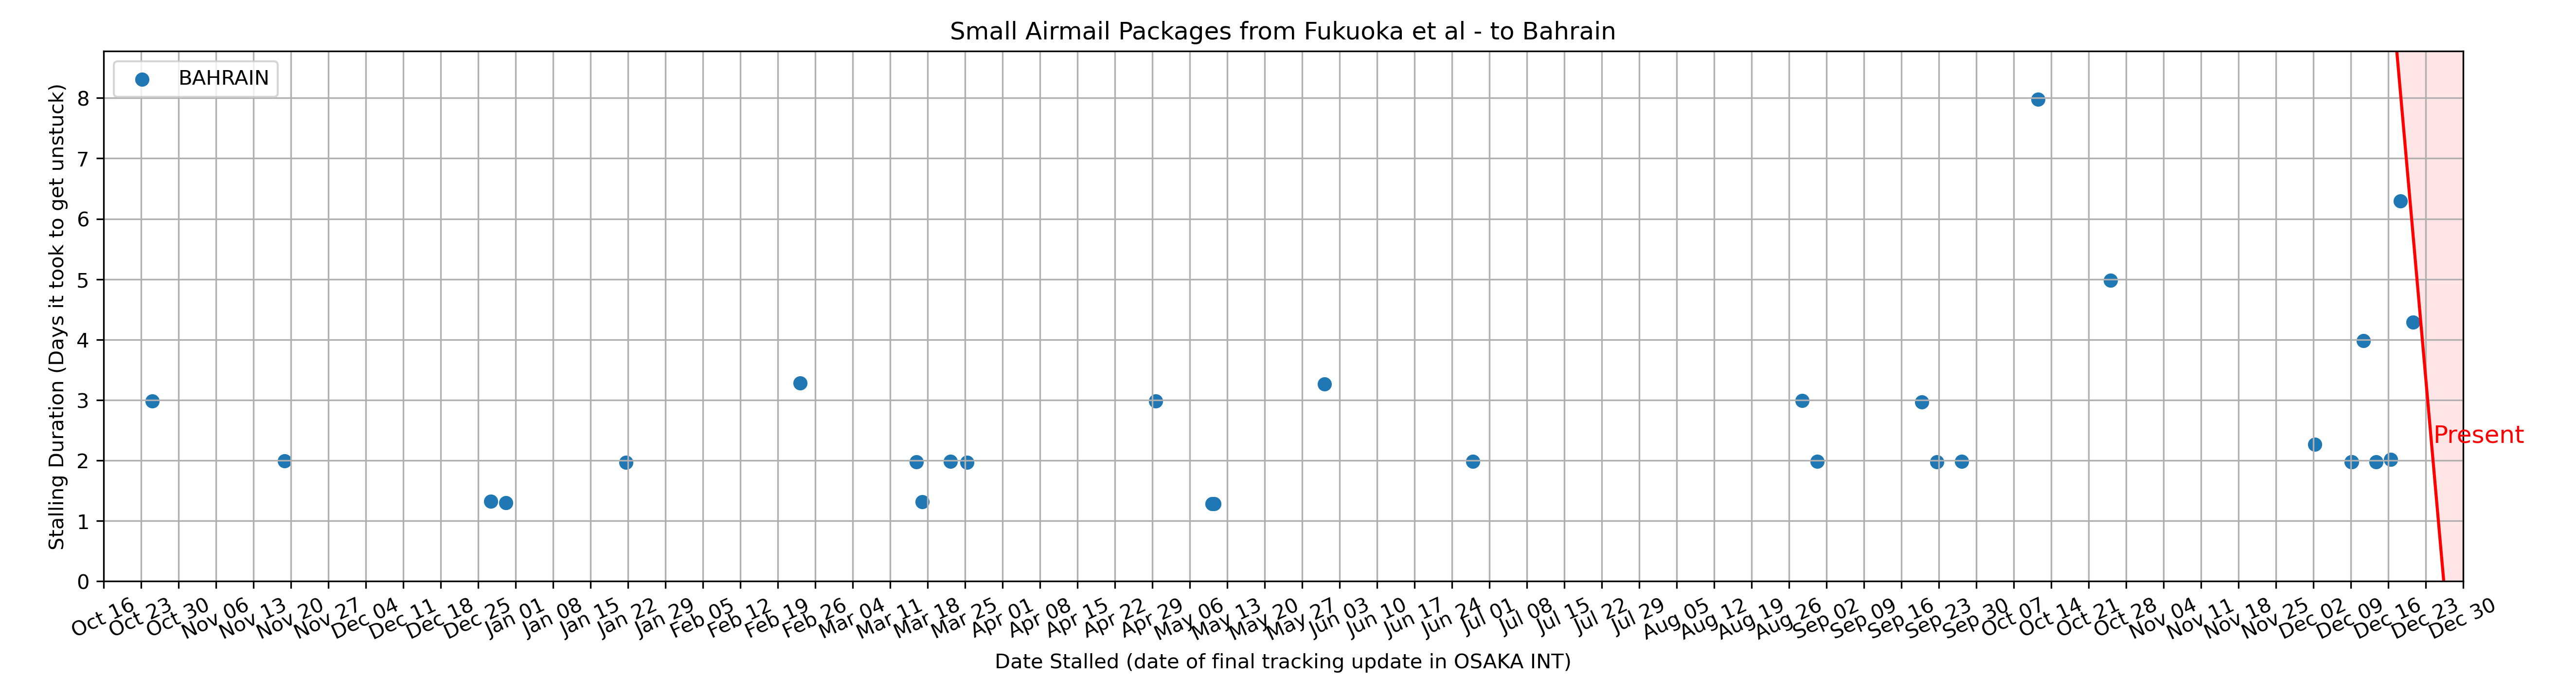 Small Airmail Packages from Fukuoka et al - to Bahrain
BAHRAIN
Stalling Duration (Days it took to get unstuck)
8
7
6
5
4
3
2
1
0
Present
Oct 16
Oct 23
Oct 30
Nov 06
Nov 13
Nov 20
Nov 27
Dec 04
Dec 11
Dec 18
Dec 25
Jan 01
Jan 08
Jan 15
Jan 22
Jan 29
Feb 05
Feb 12
Feb 19
Feb 26
Mar 04
Mar 11
Mar 18
Mar 25
Apr 01
Apr 08
Apr 15
Apr 22
Apr 29
May 06
May 13
May 20
May 27
Jun 03
Jun 10
Jun 17
Jun 24
Jul 01
Jul 08
Jul 15
Jul 22
Jul 29
Aug 05
Aug 12
Aug 19
Aug 26
Sep 02
Sep 09
Sep 16
Sep 23
Sep 30
Oct 07
Oct 14
Oct 21
Oct 28
Nov 04
Nov 11
Nov 18
Nov 25
Dec 02
Dec 09
Dec 16
Dec 23
Dec 30
Date Stalled (date of final tracking update in OSAKA INT)